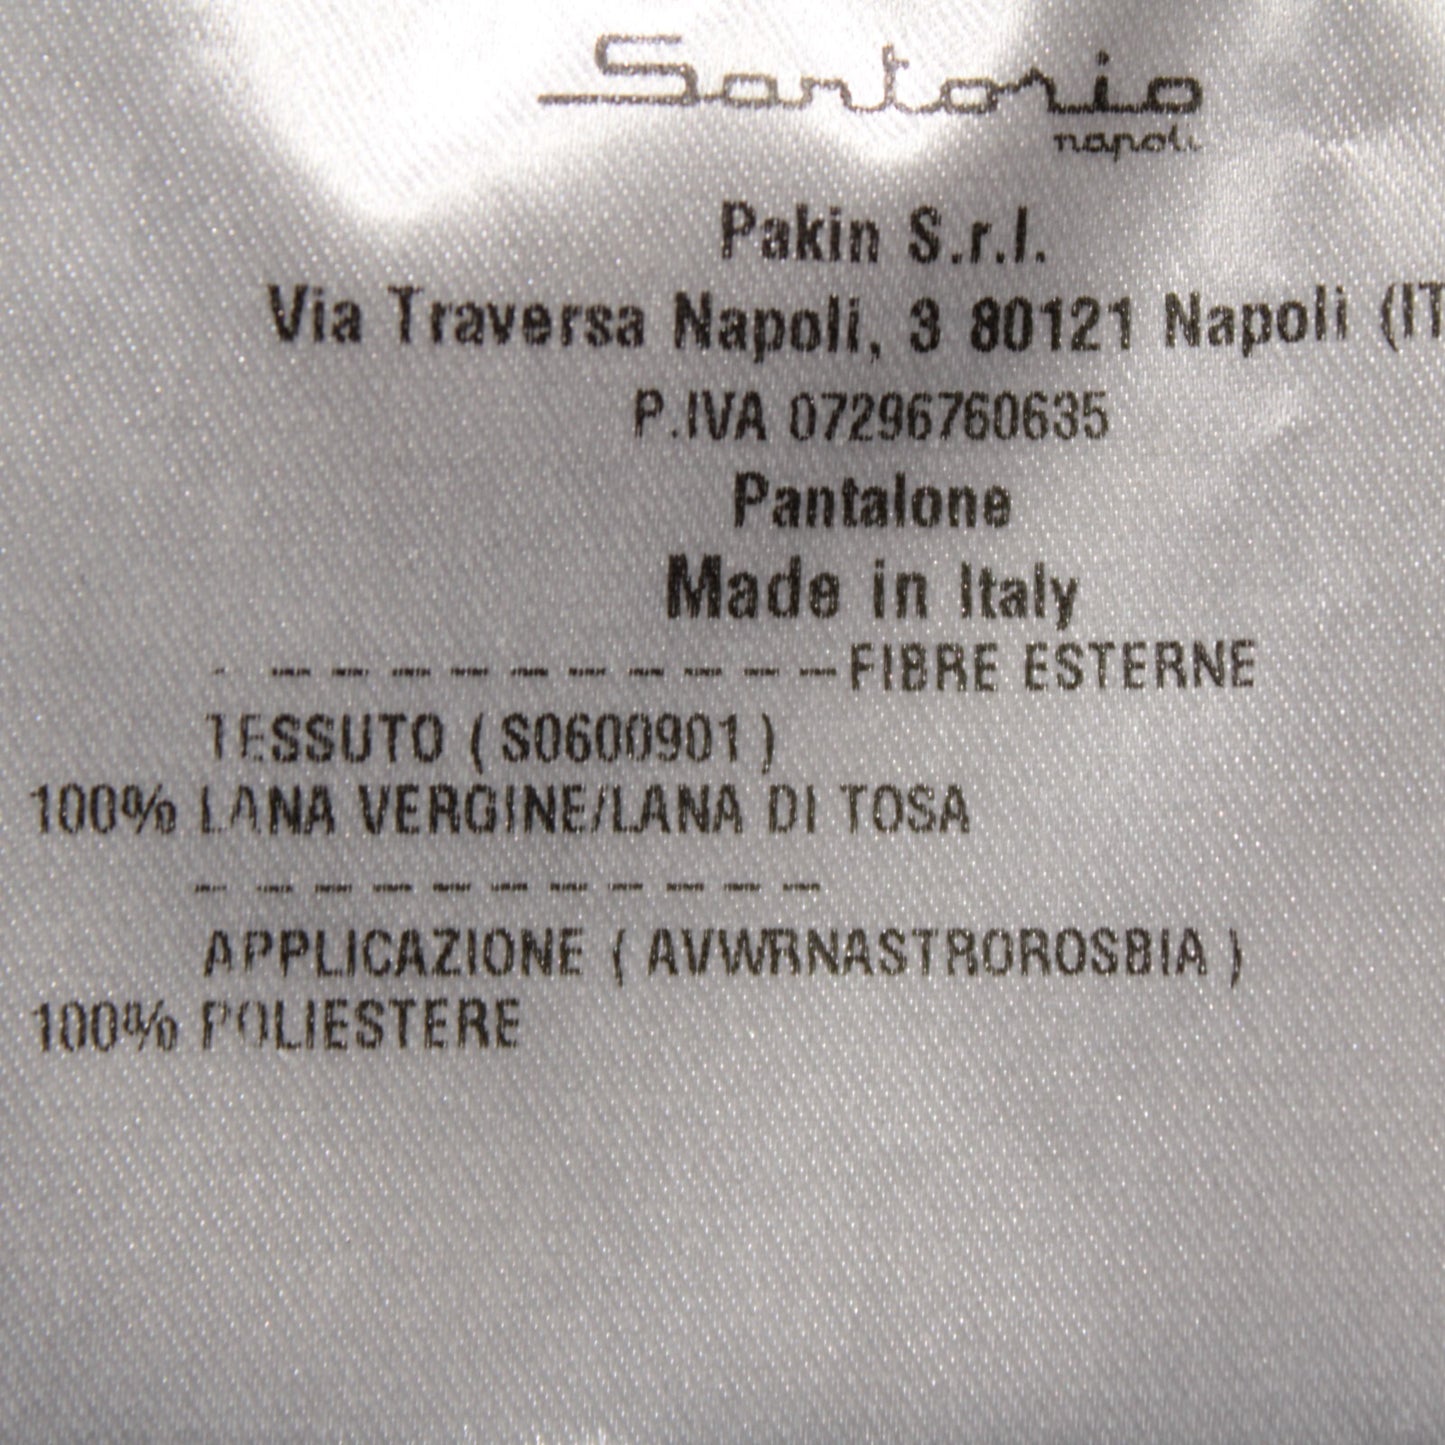 Sartorio
napoli
Pakin S.r.l.
Via Traversa Napoli, 3 80121 Napoli (IT
P.IVA 07296760635
Pantalone
Made in Italy
- - - - - - - - - - -FIBRE ESTERNE
TESSUTO ( S0600901 )
100% LANA VERGINE/LANA DI TOSA
- - - - - - - - - - -
APPLICAZIONE ( AVWRNASTROROSBIA )
100% POLIESTERE